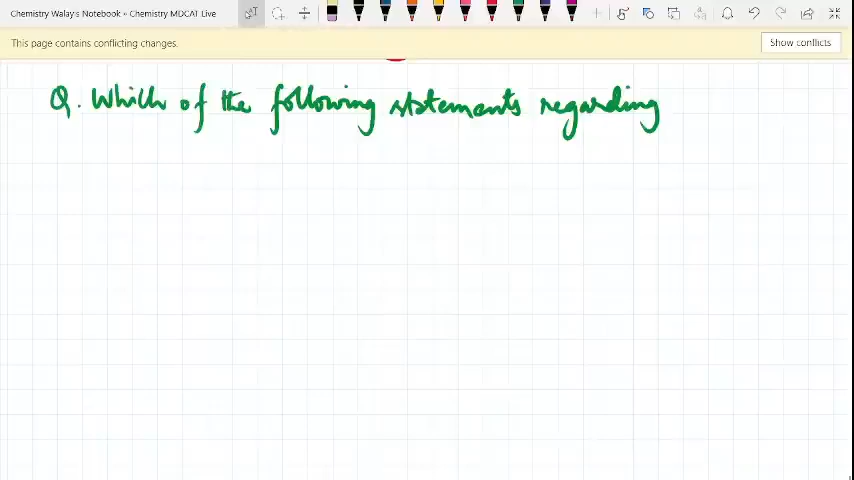 Chemistry Walay's Notebook » Chemistry MDCAT Live
This page contains conflicting changes.
Show conflicts
Q. Which of the following statements regarding